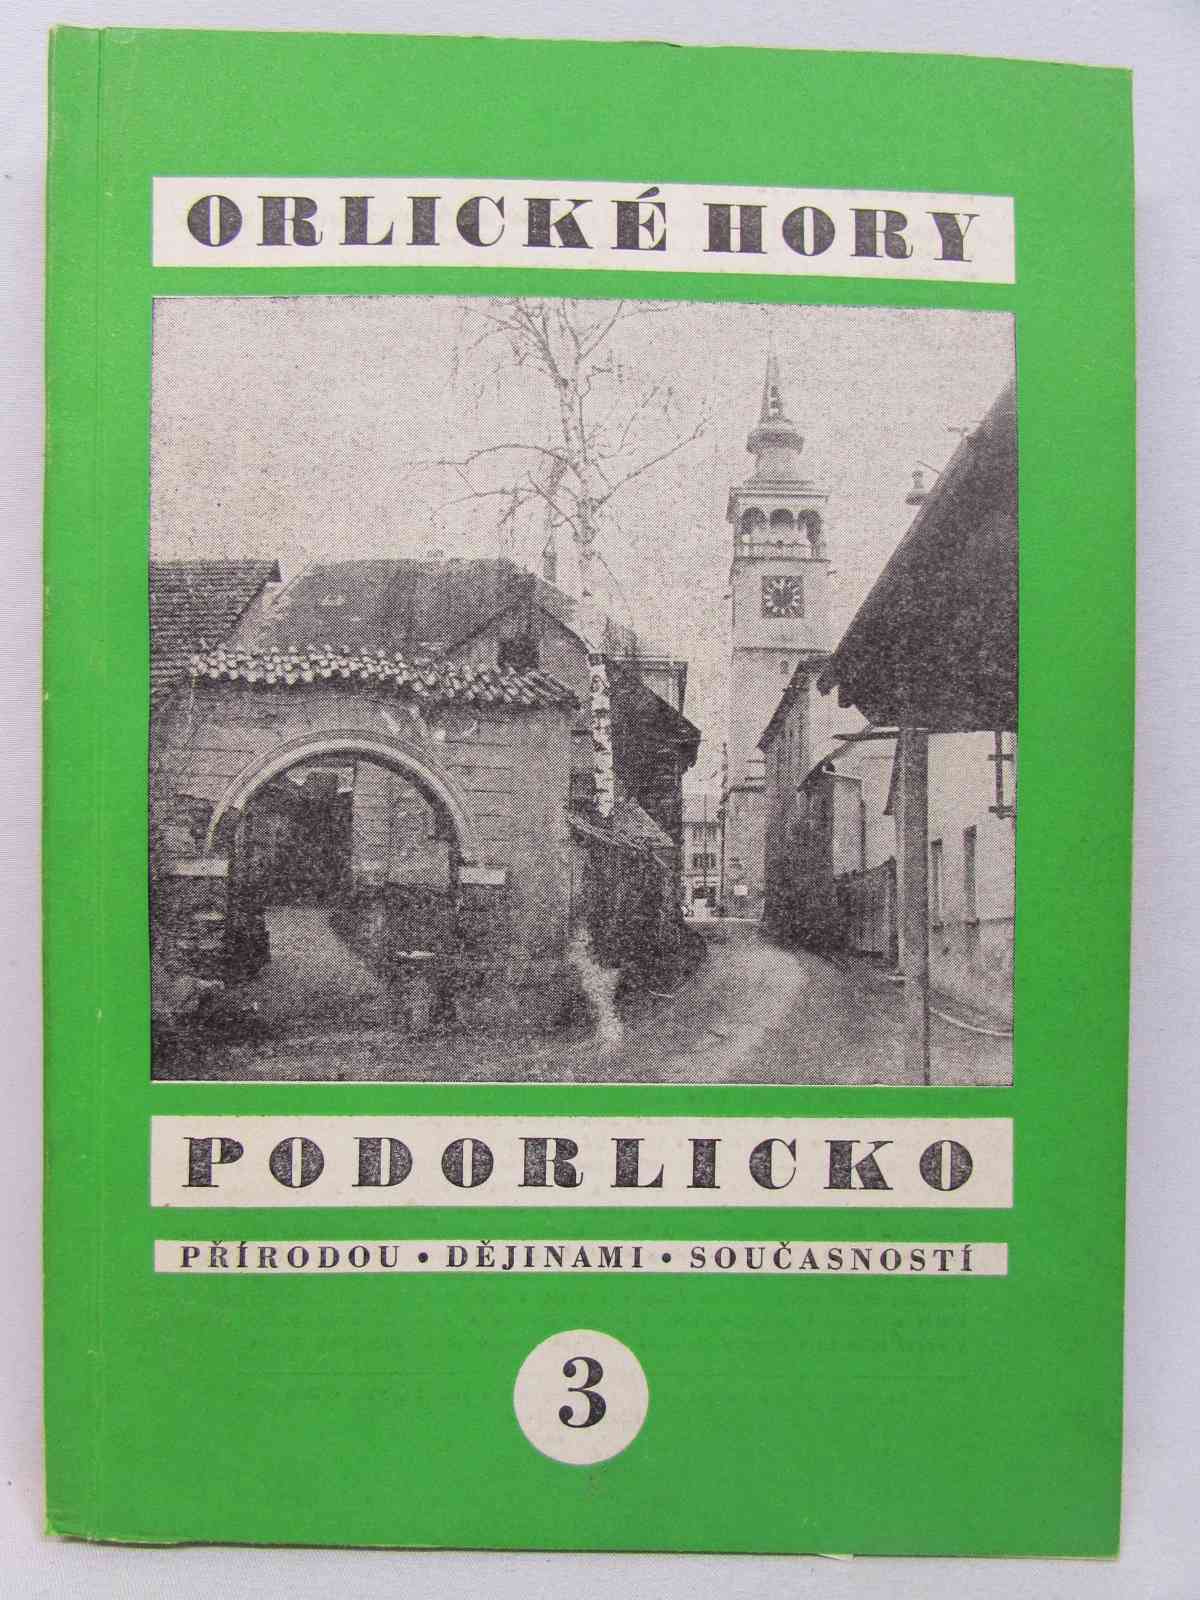 ORLICKÉ HORY
PODORLICKO
PŘÍRODOU • DĚJINAMI • SOUČASNOSTÍ
3